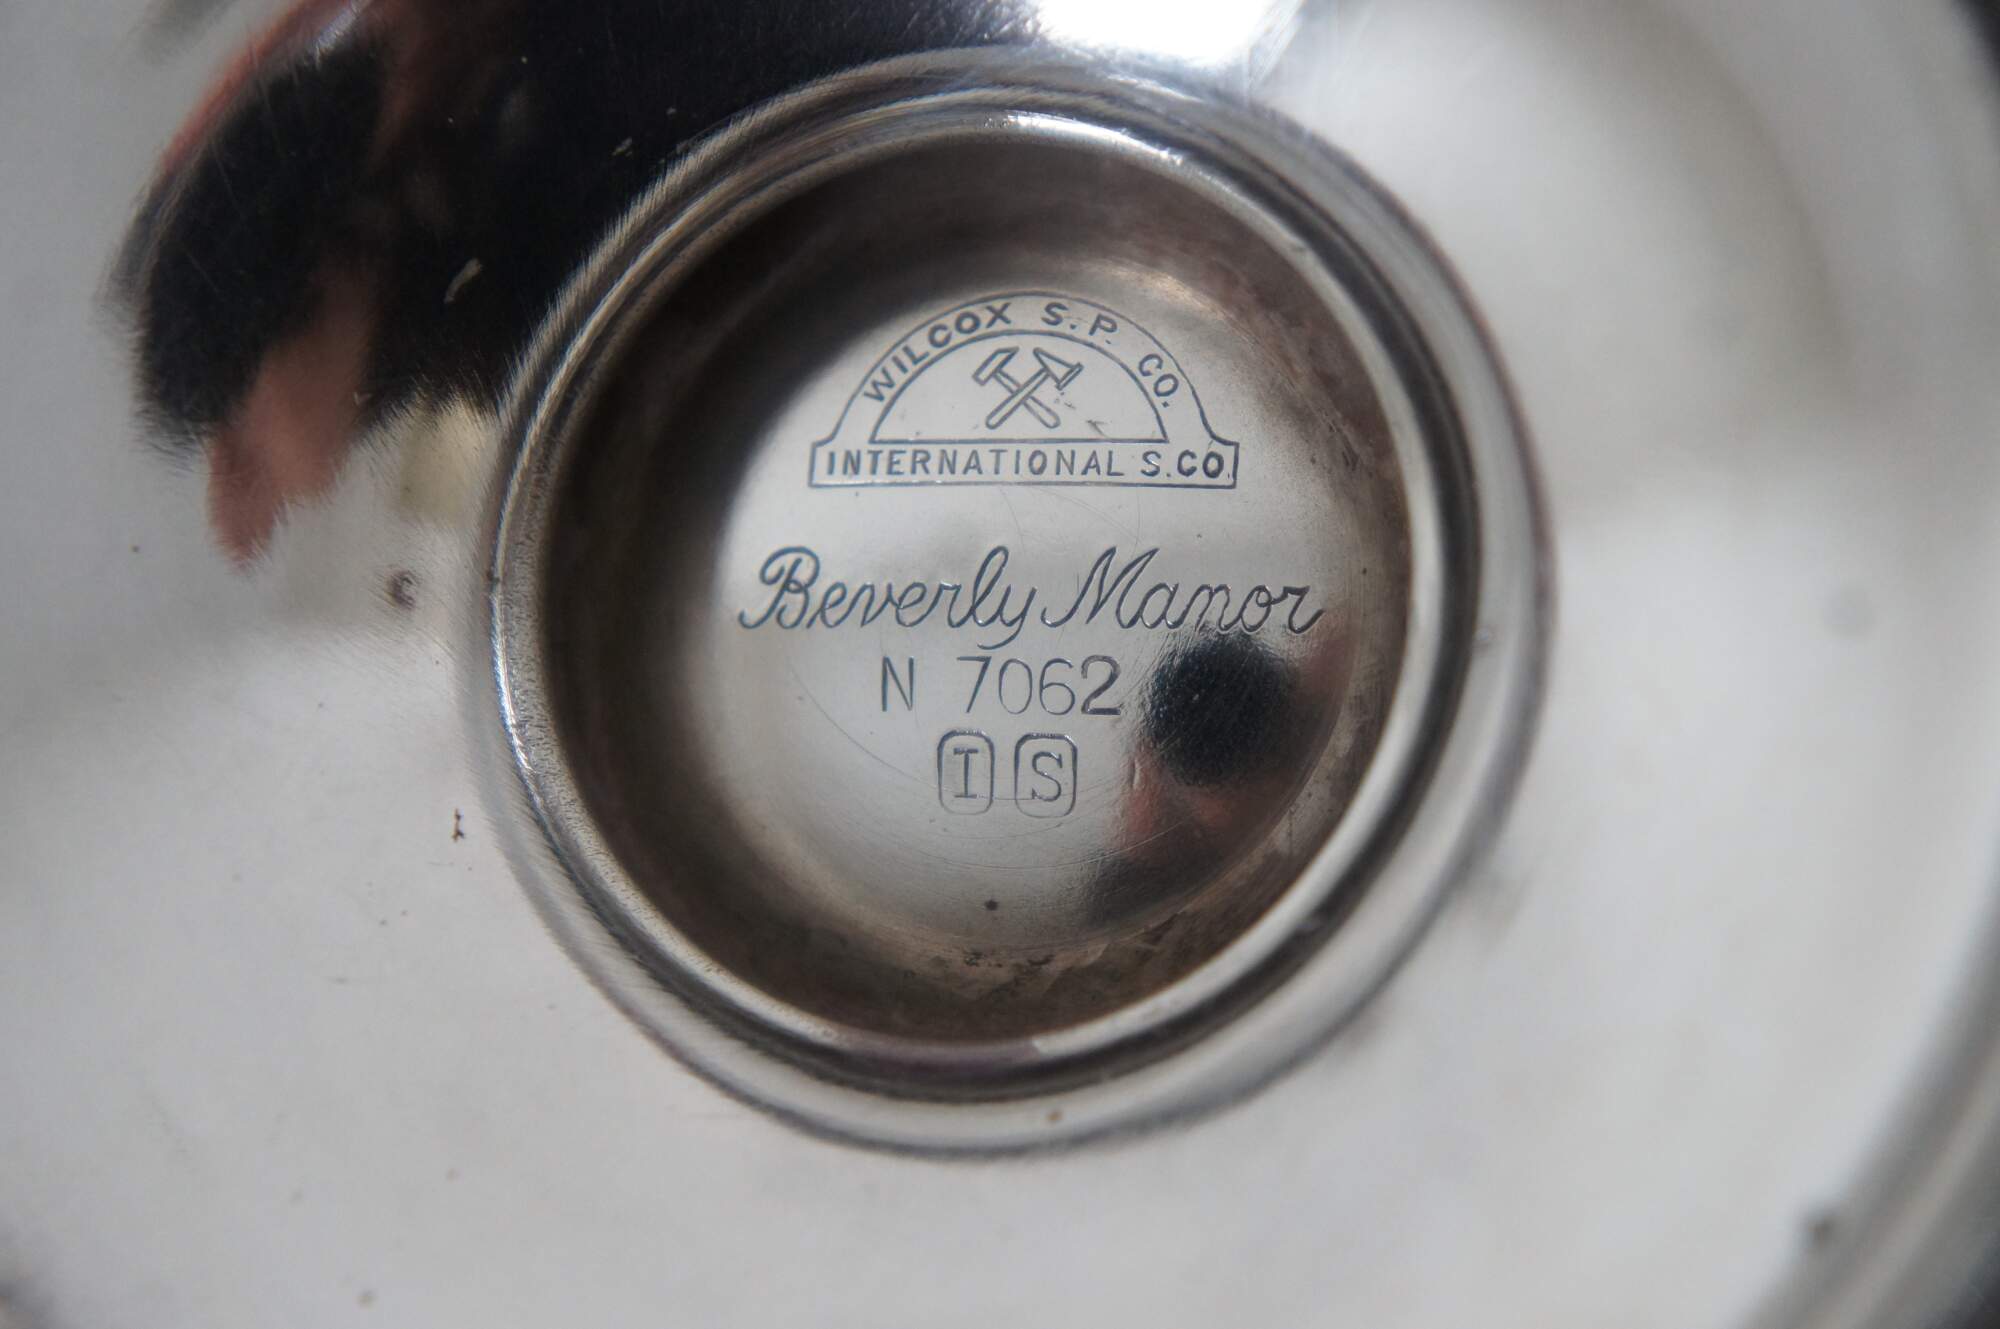 WILCOX S.P. CO.
INTERNATIONAL S.CO.
Beverly Manor
N 7062
I S